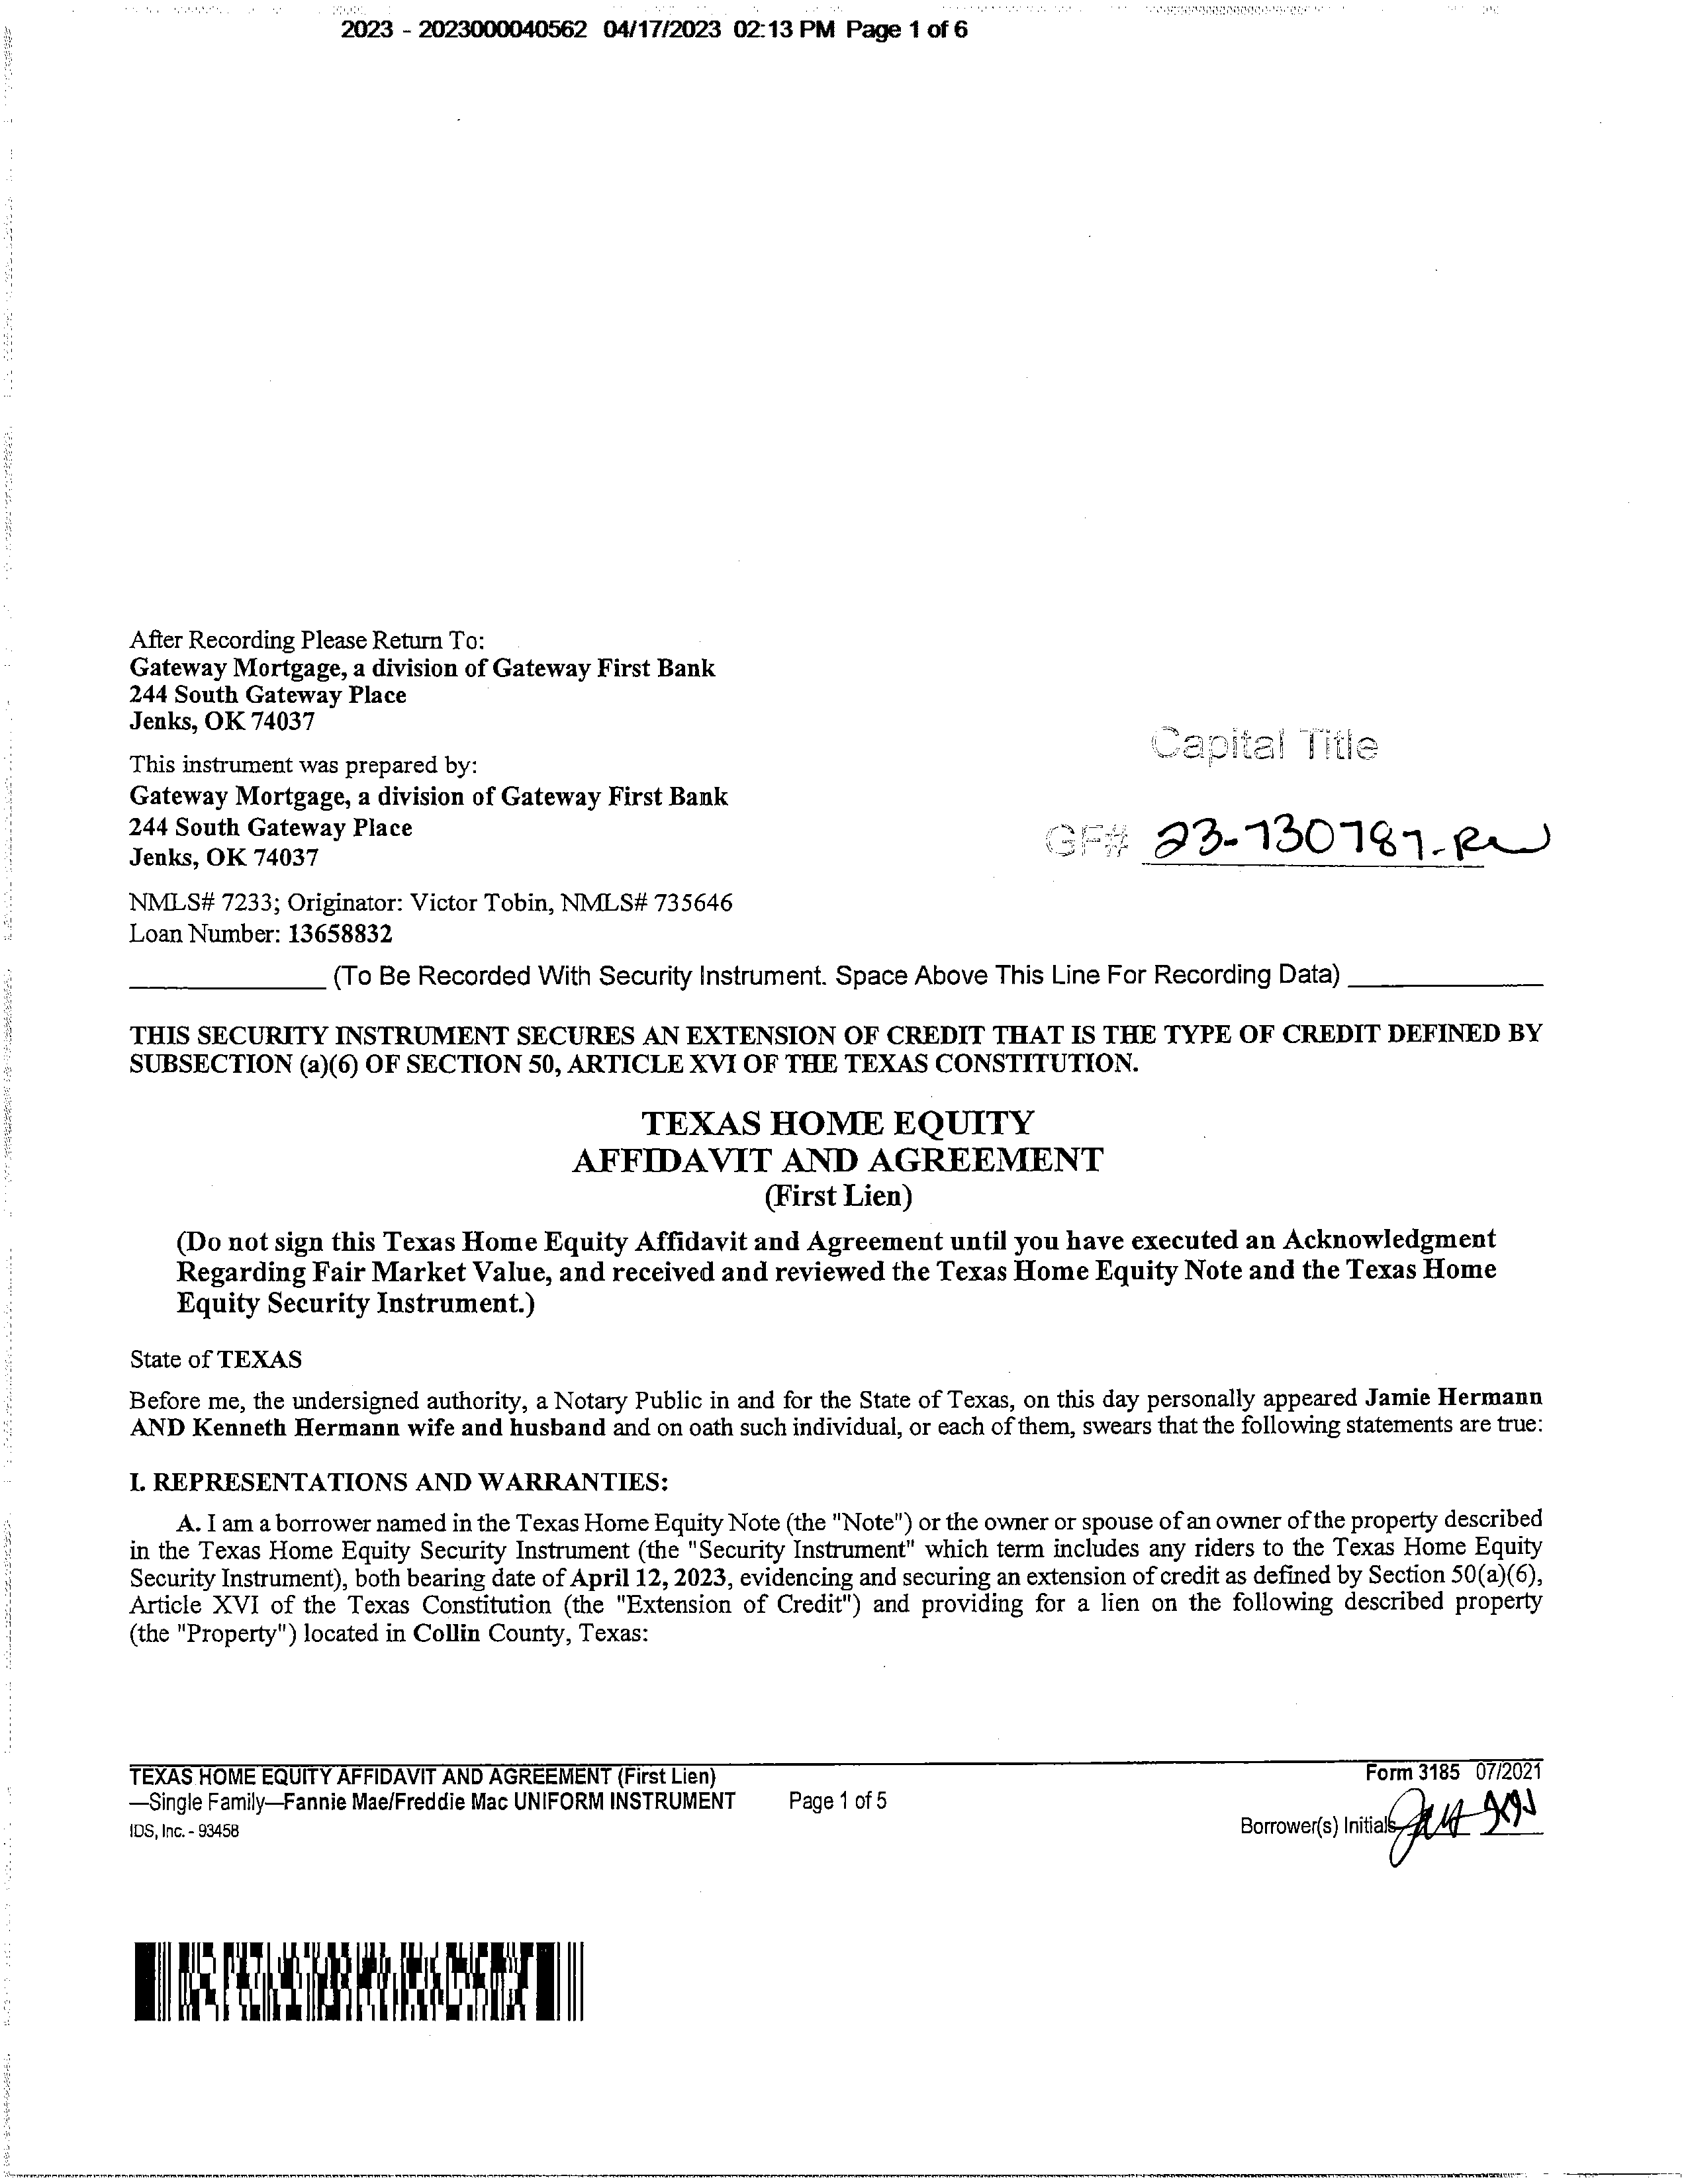 2023 - 2023000040562 04/17/2023 02:13 PM Page 1 of 6
After Recording Please Return To:
Gateway Mortgage, a division of Gateway First Bank
244 South Gateway Place
Jenks, OK 74037
This instrument was prepared by:
Gateway Mortgage, a division of Gateway First Bank
244 South Gateway Place
Jenks, OK 74037
Capital Title
GF# 23-730787-RW
NMLS# 7233; Originator: Victor Tobin, NMLS# 735646
Loan Number: 13658832
(To Be Recorded With Security Instrument. Space Above This Line For Recording Data)
THIS SECURITY INSTRUMENT SECURES AN EXTENSION OF CREDIT THAT IS THE TYPE OF CREDIT DEFINED BY
SUBSECTION (a)(6) OF SECTION 50, ARTICLE XVI OF THE TEXAS CONSTITUTION.
TEXAS HOME EQUITY
AFFIDAVIT AND AGREEMENT
(First Lien)
(Do not sign this Texas Home Equity Affidavit and Agreement until you have executed an Acknowledgment
Regarding Fair Market Value, and received and reviewed the Texas Home Equity Note and the Texas Home
Equity Security Instrument.)
State of TEXAS
Before me, the undersigned authority, a Notary Public in and for the State of Texas, on this day personally appeared Jamie Hermann
AND Kenneth Hermann wife and husband and on oath such individual, or each of them, swears that the following statements are true:
I. REPRESENTATIONS AND WARRANTIES:
A. I am a borrower named in the Texas Home Equity Note (the "Note") or the owner or spouse of an owner of the property described
in the Texas Home Equity Security Instrument (the "Security Instrument" which term includes any riders to the Texas Home Equity
Security Instrument), both bearing date of April 12, 2023, evidencing and securing an extension of credit as defined by Section 50(a)(6),
Article XVI of the Texas Constitution (the "Extension of Credit") and providing for a lien on the following described property
(the "Property") located in Collin County, Texas:
TEXAS HOME EQUITY AFFIDAVIT AND AGREEMENT (First Lien)
—Single Family—Fannie Mae/Freddie Mac UNIFORM INSTRUMENT Page 1 of 5
IDS, Inc. - 93458
Form 3185 07/2021
Borrower(s) Initials